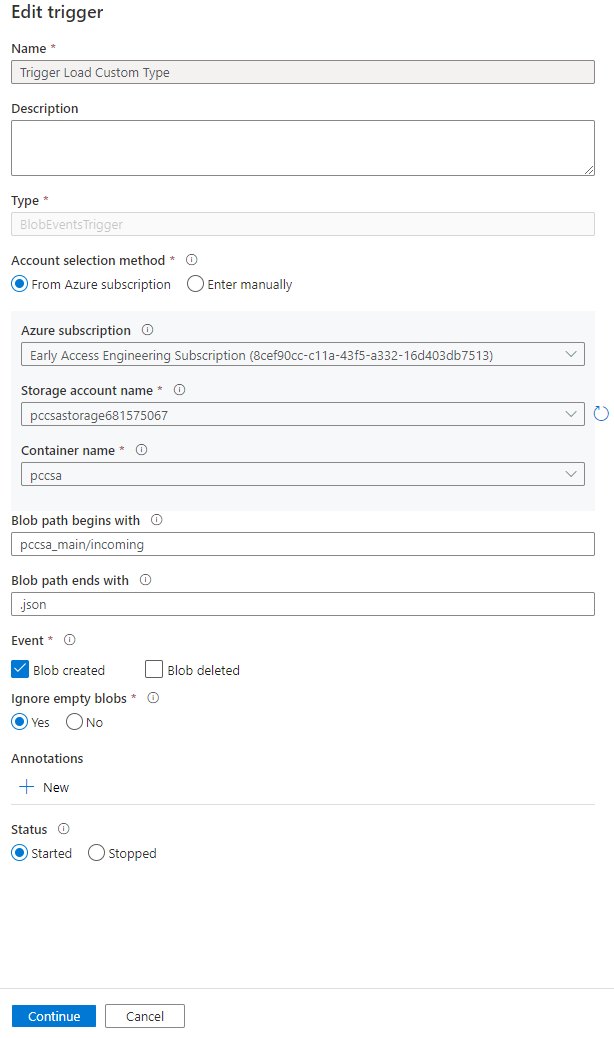 Edit trigger
Name *
Trigger Load Custom Type
Description
Type *
BlobEventsTrigger
Account selection method *
From Azure subscription Enter manually
Azure subscription
Early Access Engineering Subscription (8cef90cc-c11a-43f5-a332-16d403db7513)
Storage account name *
pccsastorage681575067
Container name *
pccsa
Blob path begins with
pccsa_main/incoming
Blob path ends with
.json
Event *
Blob created Blob deleted
Ignore empty blobs *
Yes No
Annotations
New
Status
Started Stopped
Continue Cancel